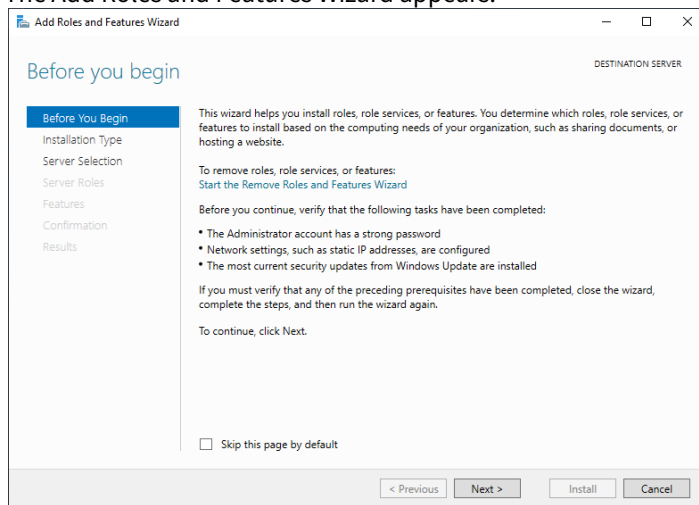 The Add Roles and Features Wizard appears.
Add Roles and Features Wizard
Before you begin
DESTINATION SERVER
Before You Begin
Installation Type
Server Selection
Server Roles
Features
Confirmation
Results
This wizard helps you install roles, role services, or features. You determine which roles, role services, or
features to install based on the computing needs of your organization, such as sharing documents, or
hosting a website.
To remove roles, role services, or features:
Start the Remove Roles and Features Wizard
Before you continue, verify that the following tasks have been completed:
• The Administrator account has a strong password
• Network settings, such as static IP addresses, are configured
• The most current security updates from Windows Update are installed
If you must verify that any of the preceding prerequisites have been completed, close the wizard,
complete the steps, and then run the wizard again.
To continue, click Next.
Skip this page by default
< Previous Next > Install Cancel